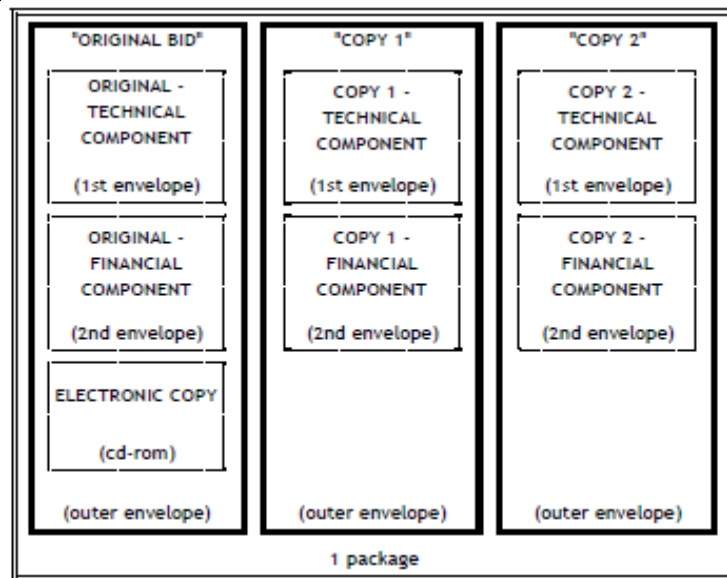 "ORIGINAL BID"
ORIGINAL -
TECHNICAL
COMPONENT
(1st envelope)
ORIGINAL -
FINANCIAL
COMPONENT
(2nd envelope)
ELECTRONIC COPY
(cd-rom)
(outer envelope)
"COPY 1"
COPY 1 -
TECHNICAL
COMPONENT
(1st envelope)
COPY 1 -
FINANCIAL
COMPONENT
(2nd envelope)
(outer envelope)
"COPY 2"
COPY 2 -
TECHNICAL
COMPONENT
(1st envelope)
COPY 2 -
FINANCIAL
COMPONENT
(2nd envelope)
(outer envelope)
1 package